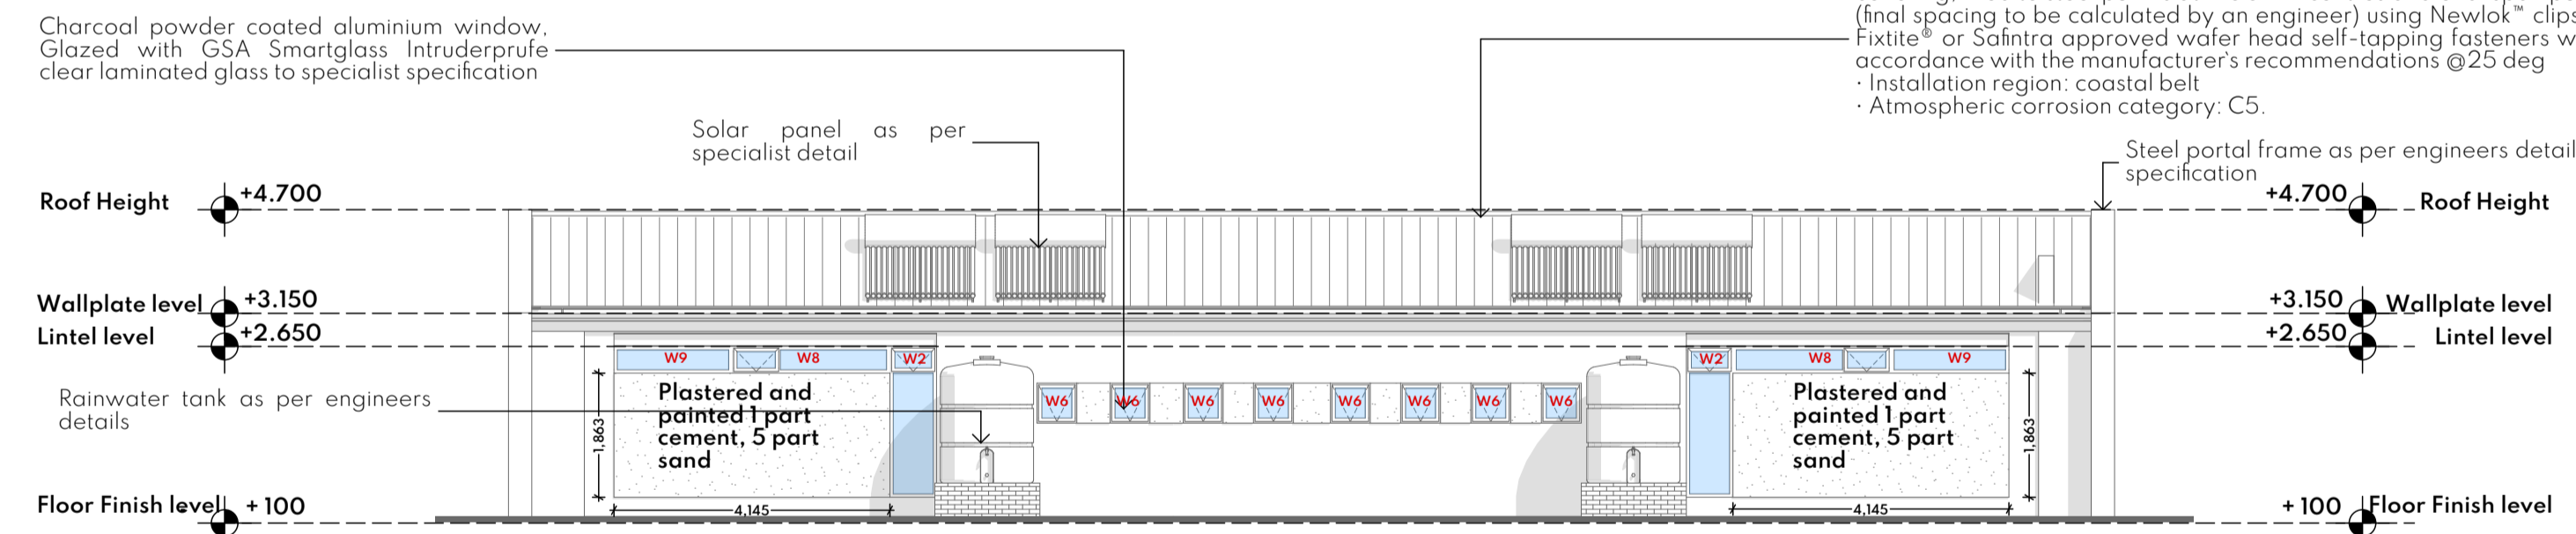 Charcoal powder coated aluminium window,
Glazed with GSA Smartglass Intruderprufe
clear laminated glass to specialist specification
(final spacing to be calculated by an engineer) using Newlok™ clips
Fixtite® or Safintra approved wafer head self-tapping fasteners w
accordance with the manufacturer`s recommendations @25 deg
· Installation region: coastal belt
· Atmospheric corrosion category: C5.
Solar panel as per
specialist detail
Steel portal frame as per engineers detail
specification
Roof Height +4.700
+4.700 Roof Height
Wallplate level +3.150
+3.150 Wallplate level
Lintel level +2.650
+2.650 Lintel level
W9 W8 W2
W2 W8 W9
Rainwater tank as per engineers
details
Plastered and
painted 1 part
cement, 5 part
sand
1,863
4,145
W6 W6 W6 W6 W6 W6 W6 W6
Plastered and
painted 1 part
cement, 5 part
sand
1,863
4,145
Floor Finish level + 100
+ 100 Floor Finish level